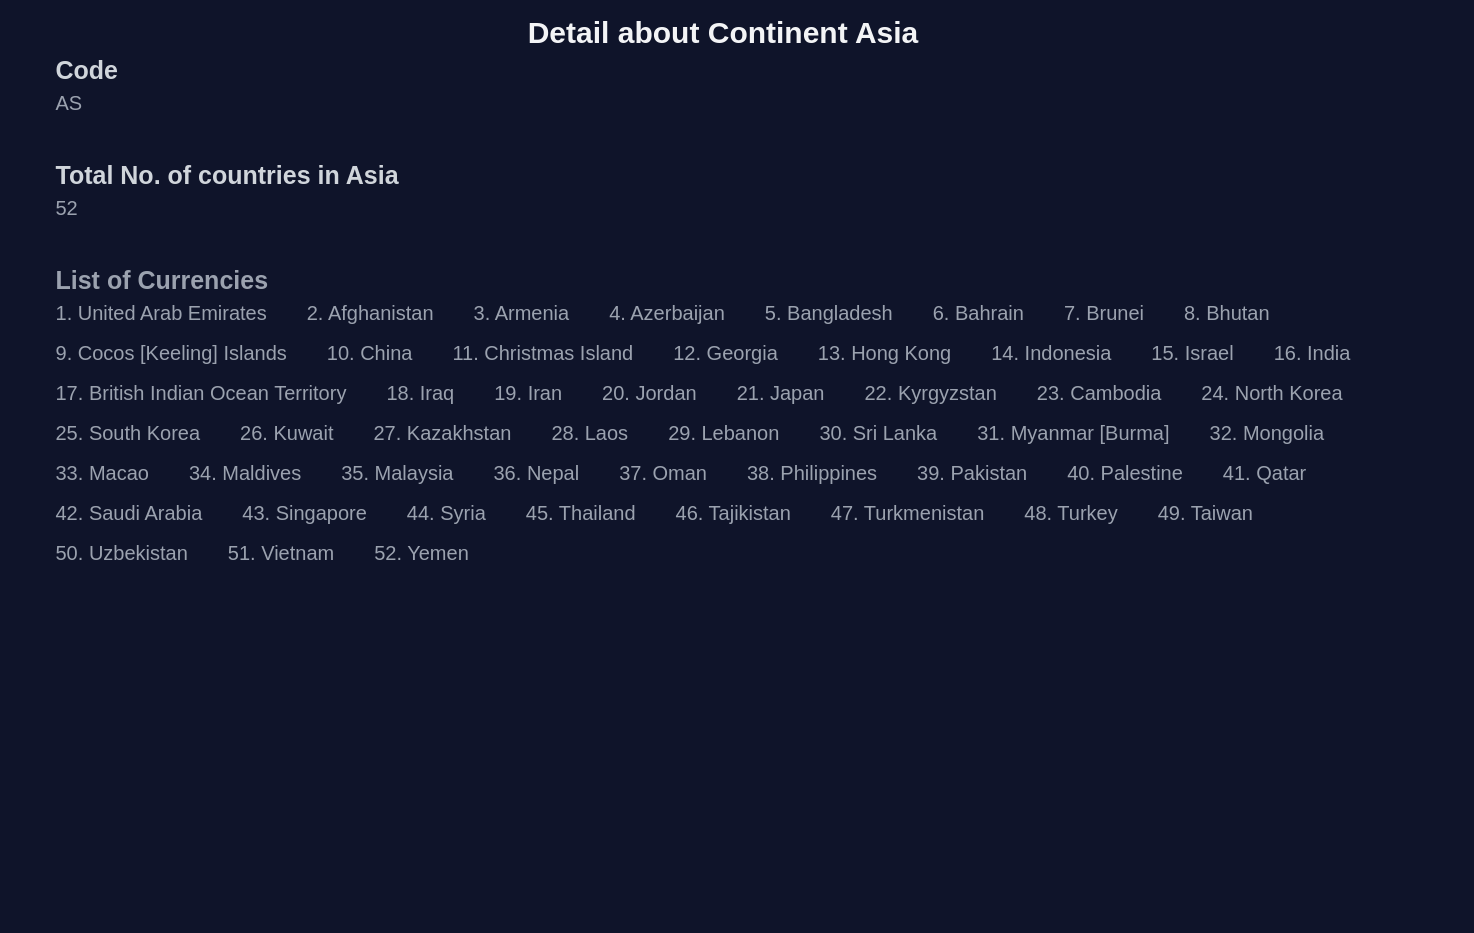 Detail about Continent Asia
Code
AS
Total No. of countries in Asia
52
List of Currencies
1. United Arab Emirates 2. Afghanistan 3. Armenia 4. Azerbaijan 5. Bangladesh 6. Bahrain 7. Brunei 8. Bhutan
9. Cocos [Keeling] Islands 10. China 11. Christmas Island 12. Georgia 13. Hong Kong 14. Indonesia 15. Israel 16. India
17. British Indian Ocean Territory 18. Iraq 19. Iran 20. Jordan 21. Japan 22. Kyrgyzstan 23. Cambodia 24. North Korea
25. South Korea 26. Kuwait 27. Kazakhstan 28. Laos 29. Lebanon 30. Sri Lanka 31. Myanmar [Burma] 32. Mongolia
33. Macao 34. Maldives 35. Malaysia 36. Nepal 37. Oman 38. Philippines 39. Pakistan 40. Palestine 41. Qatar
42. Saudi Arabia 43. Singapore 44. Syria 45. Thailand 46. Tajikistan 47. Turkmenistan 48. Turkey 49. Taiwan
50. Uzbekistan 51. Vietnam 52. Yemen